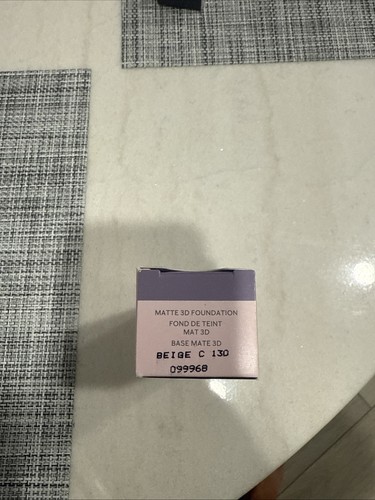 MATTE 3D FOUNDATION
FOND DE TEINT
MAT 3D
BASE MATE 3D
BEIGE C 130
099968